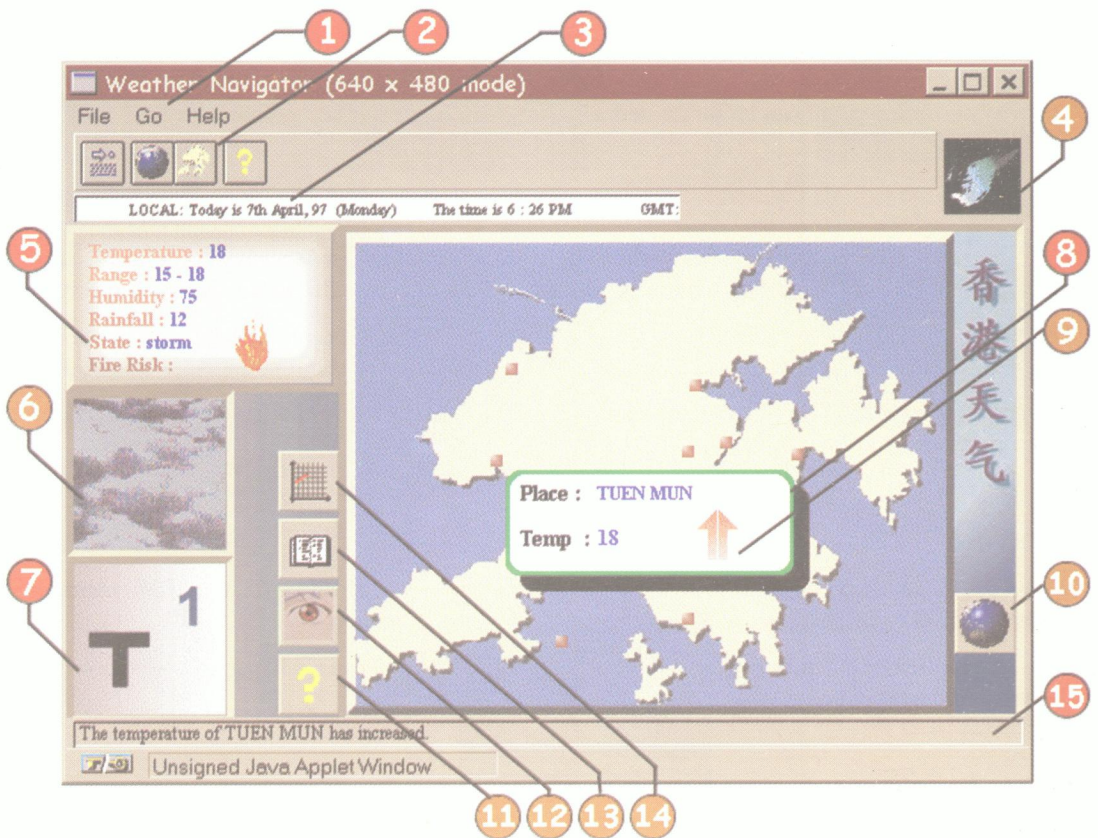 1
2
3
Weather Navigator (640 x 480 mode)
File Go Help
?
4
LOCAL: Today is 7th April, 97 (Monday) The time is 6 : 26 PM GMT:
5
Temperature : 18
Range : 15 - 18
Humidity : 75
Rainfall : 12
State : storm
Fire Risk :
香
港
天
气
8
9
6
Place : TUEN MUN
Temp : 18
7
1
T
10
?
15
The temperature of TUEN MUN has increased.
Unsigned Java Applet Window
11
12
13
14